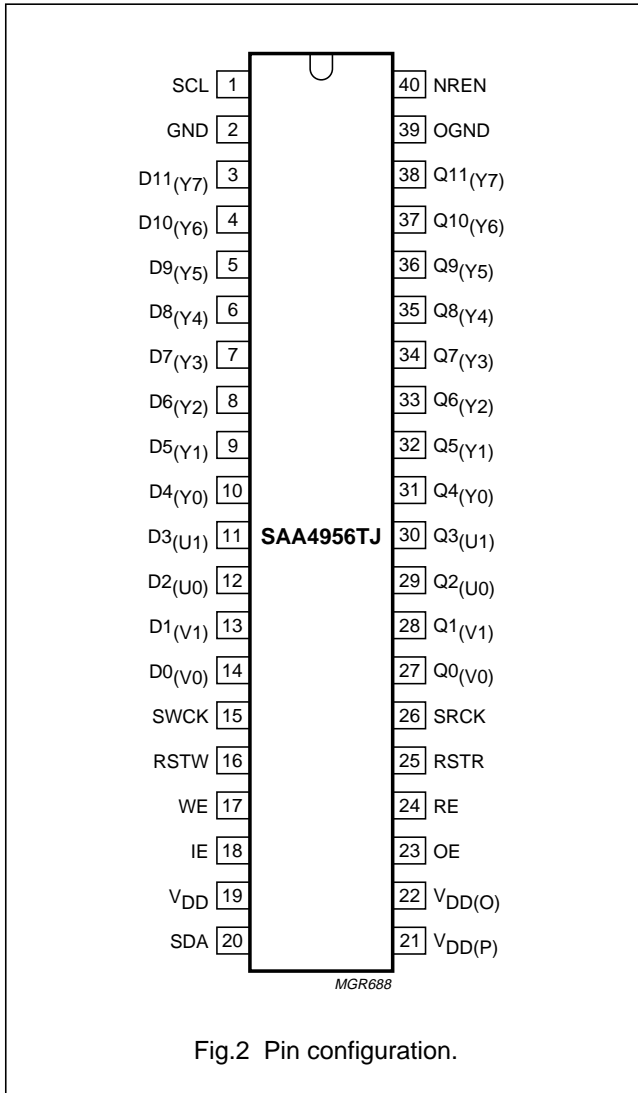 SCL 1 40 NREN
GND 2 39 OGND
D11(Y7) 3 38 Q11(Y7)
D10(Y6) 4 37 Q10(Y6)
D9(Y5) 5 36 Q9(Y5)
D8(Y4) 6 35 Q8(Y4)
D7(Y3) 7 34 Q7(Y3)
D6(Y2) 8 33 Q6(Y2)
D5(Y1) 9 32 Q5(Y1)
D4(Y0) 10 31 Q4(Y0)
D3(U1) 11 SAA4956TJ 30 Q3(U1)
D2(U0) 12 29 Q2(U0)
D1(V1) 13 28 Q1(V1)
D0(V0) 14 27 Q0(V0)
SWCK 15 26 SRCK
RSTW 16 25 RSTR
WE 17 24 RE
IE 18 23 OE
VDD 19 22 VDD(O)
SDA 20 21 VDD(P)
MGR688
Fig.2 Pin configuration.